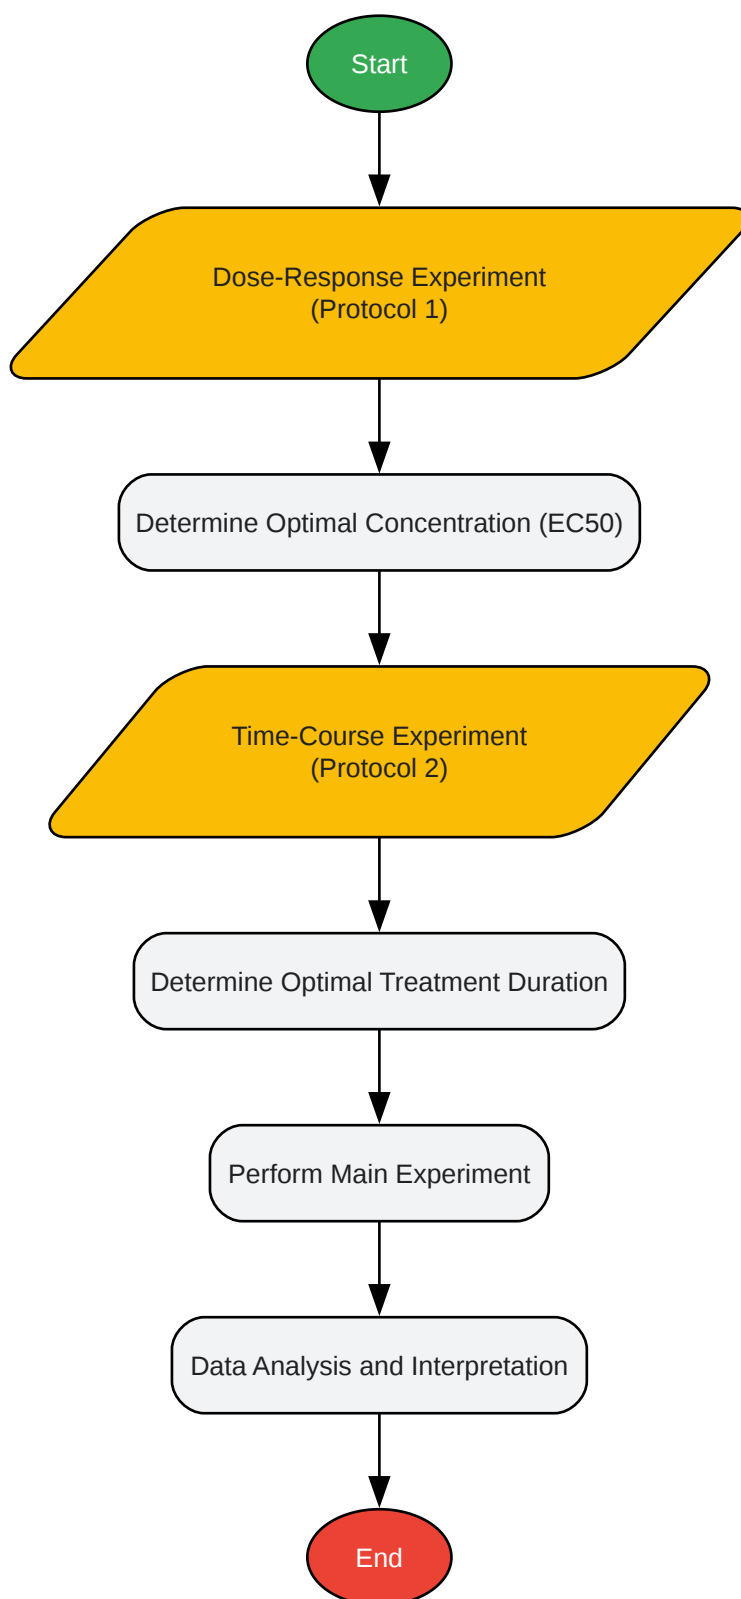 Start
Dose-Response Experiment
(Protocol 1)
Determine Optimal Concentration (EC50)
Time-Course Experiment
(Protocol 2)
Determine Optimal Treatment Duration
Perform Main Experiment
Data Analysis and Interpretation
End